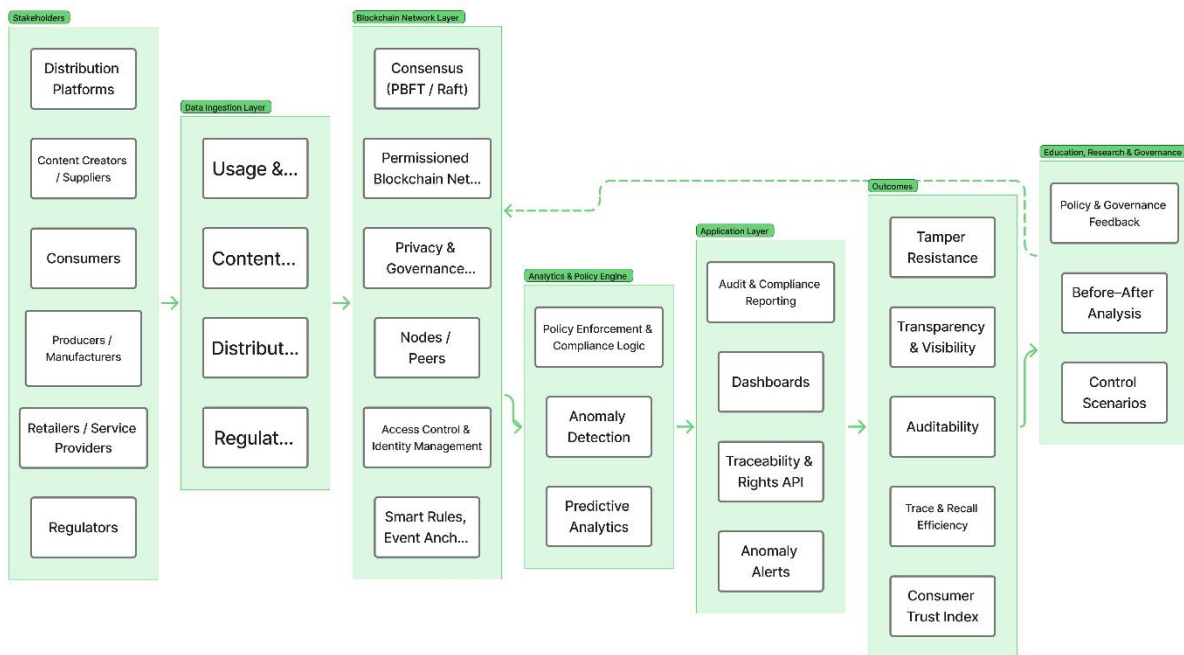 Stakeholders
Distribution
Platforms
Content Creators
/ Suppliers
Consumers
Producers /
Manufacturers
Retailers / Service
Providers
Regulators
Data Ingestion Layer
Usage &...
Content...
Distribut...
Regulat...
Blockchain Network Layer
Consensus
(PBFT / Raft)
Permissioned
Blockchain Net...
Privacy &
Governance...
Nodes /
Peers
Access Control &
Identity Management
Smart Rules,
Event Anch...
Analytics & Policy Engine
Policy Enforcement &
Compliance Logic
Anomaly
Detection
Predictive
Analytics
Application Layer
Audit & Compliance
Reporting
Dashboards
Traceability &
Rights API
Anomaly
Alerts
Outcomes
Tamper
Resistance
Transparency
& Visibility
Auditability
Trace & Recall
Efficiency
Consumer
Trust Index
Education, Research & Governance
Policy & Governance
Feedback
Before–After
Analysis
Control
Scenarios